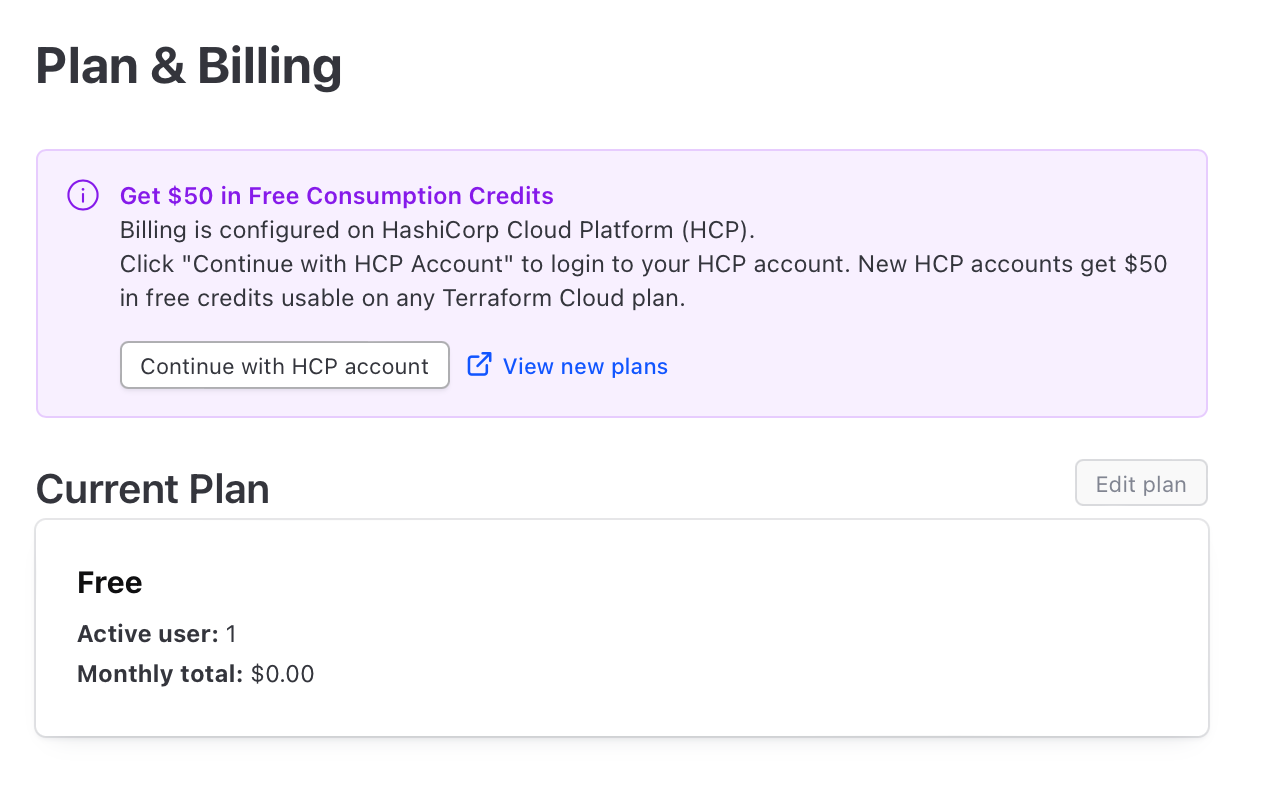 Plan & Billing
Get $50 in Free Consumption Credits
Billing is configured on HashiCorp Cloud Platform (HCP).
Click "Continue with HCP Account" to login to your HCP account. New HCP accounts get $50
in free credits usable on any Terraform Cloud plan.
Continue with HCP account View new plans
Current Plan Edit plan
Free
Active user: 1
Monthly total: $0.00